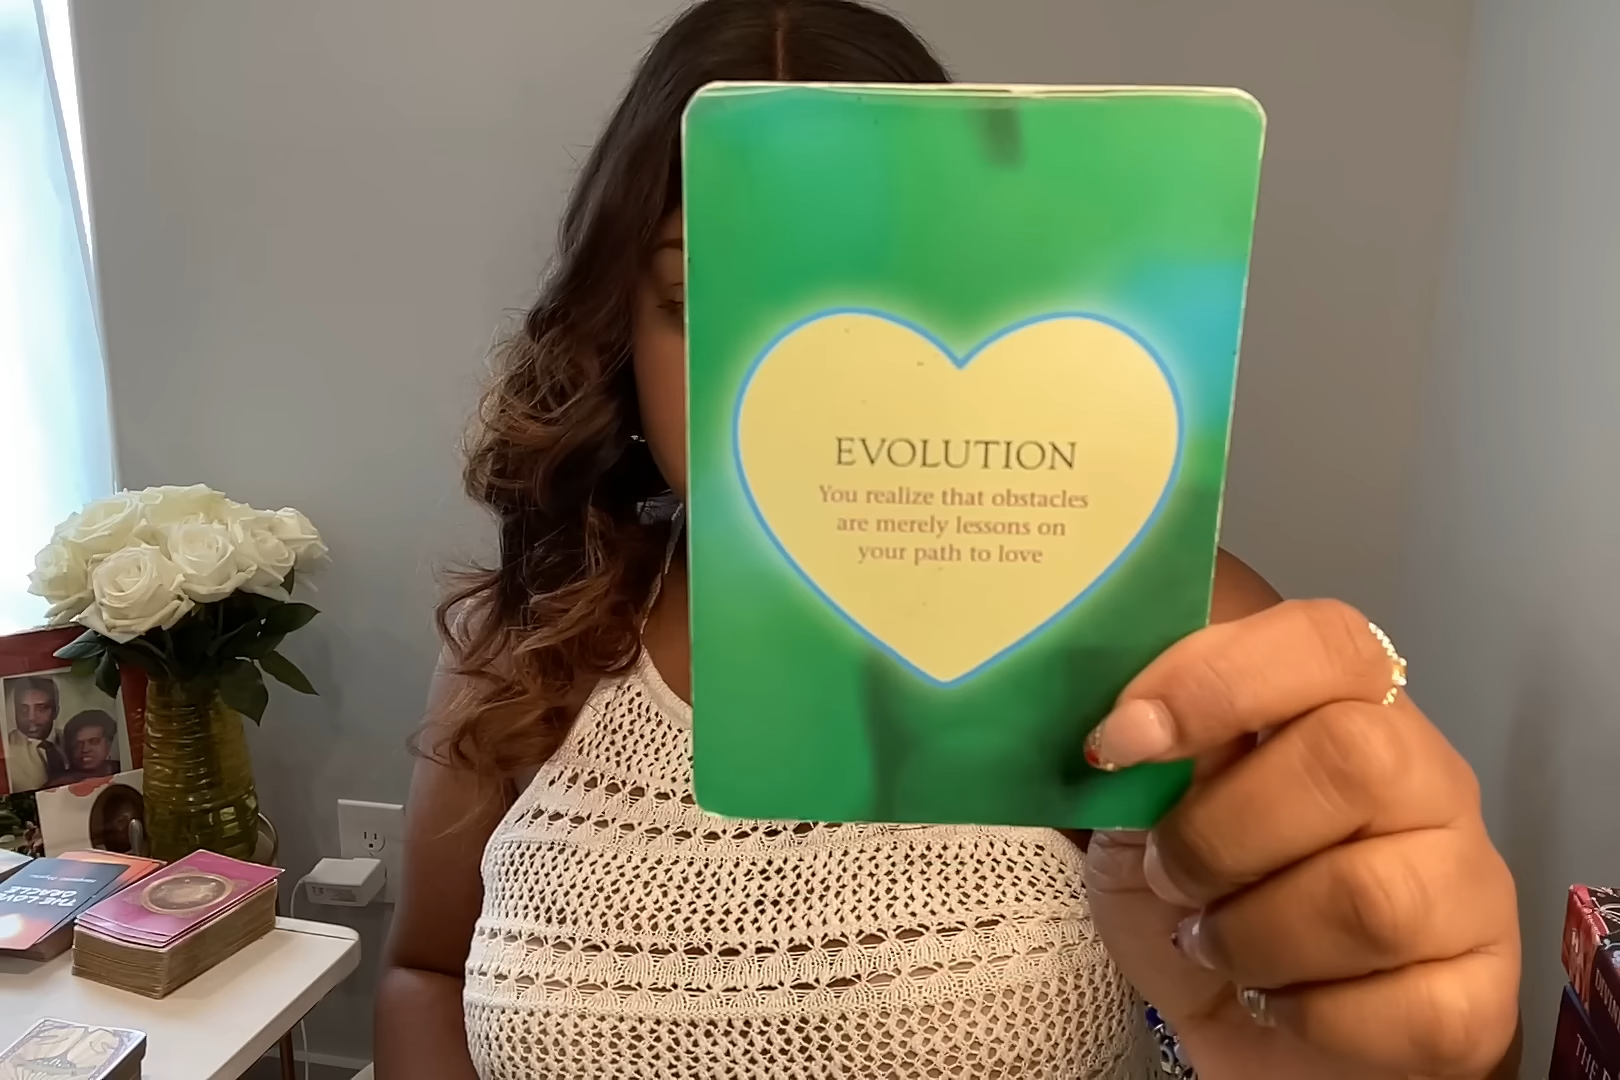 EVOLUTION
You realize that obstacles
are merely lessons on
your path to love
THE LOVE
ORACLE